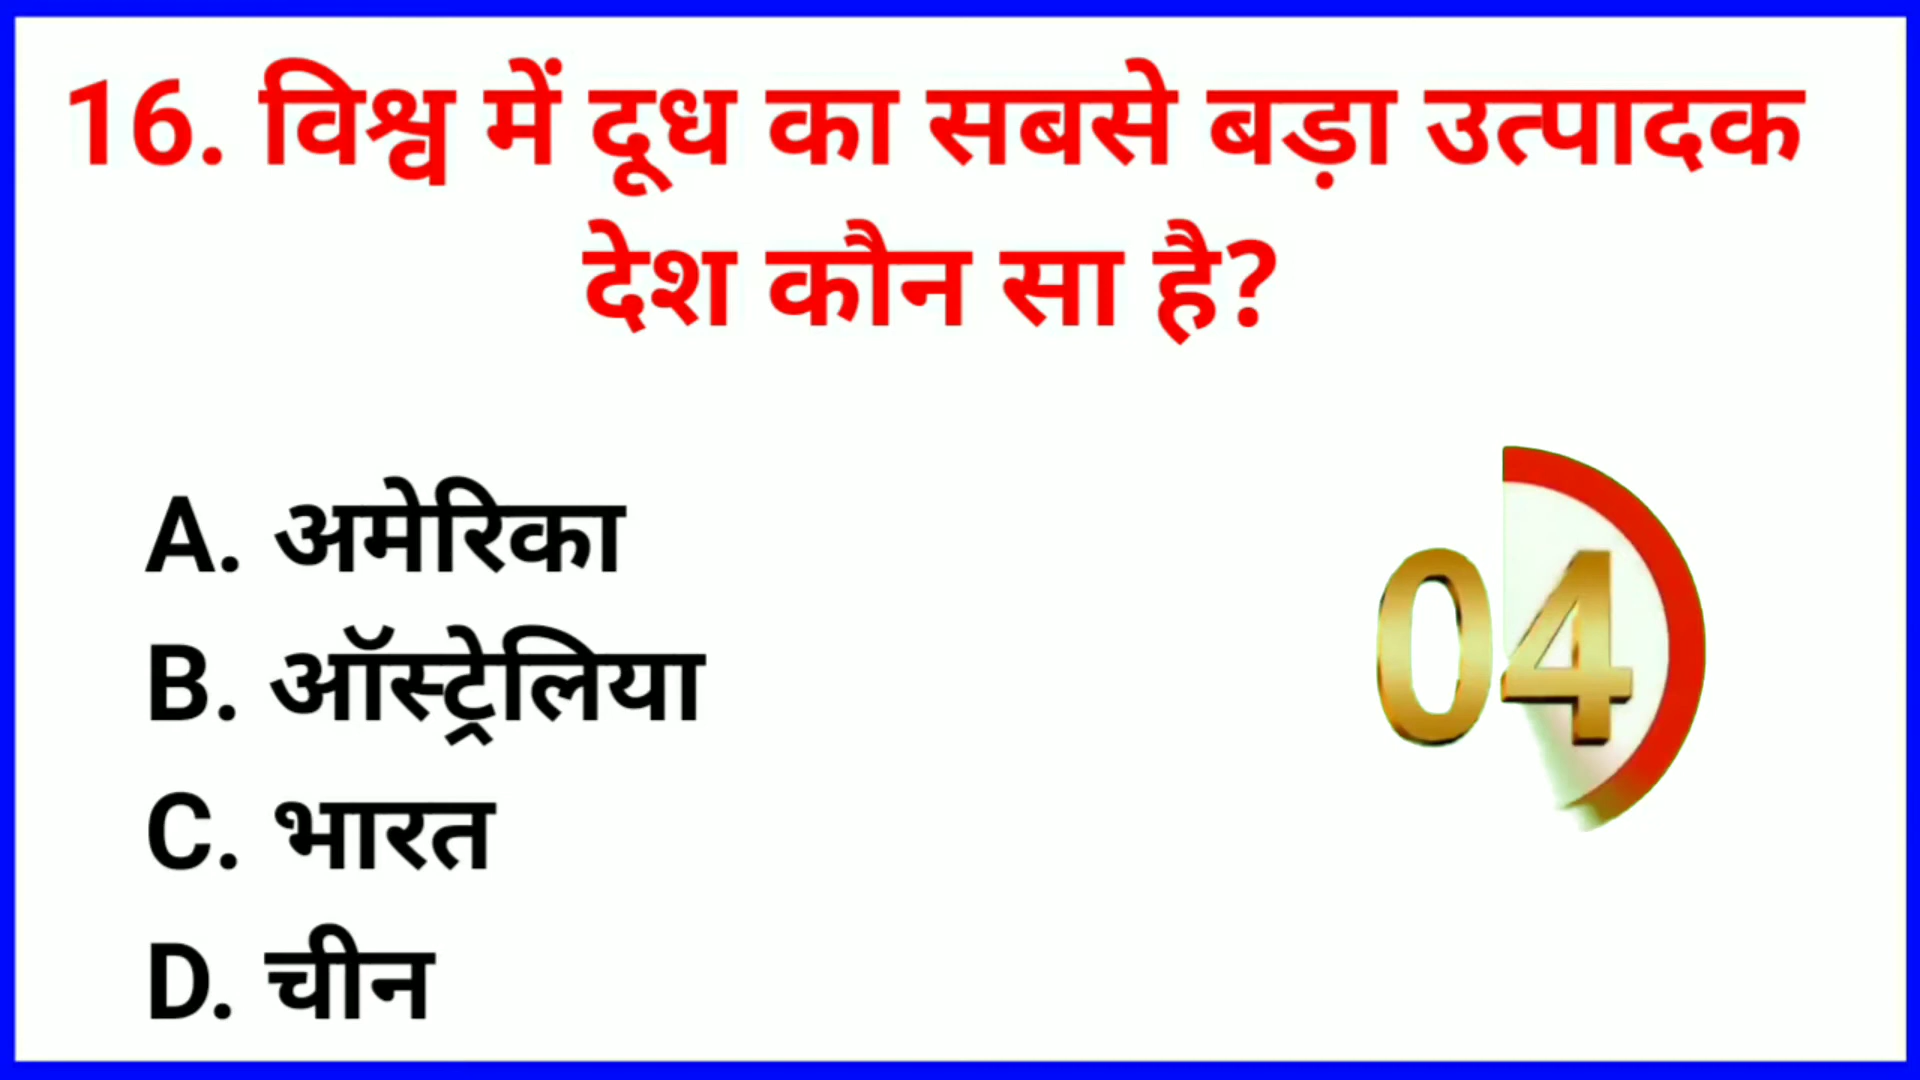 16. विश्व में दूध का सबसे बड़ा उत्पादक
देश कौन सा है?
A. अमेरिका
B. ऑस्ट्रेलिया
C. भारत
D. चीन
04